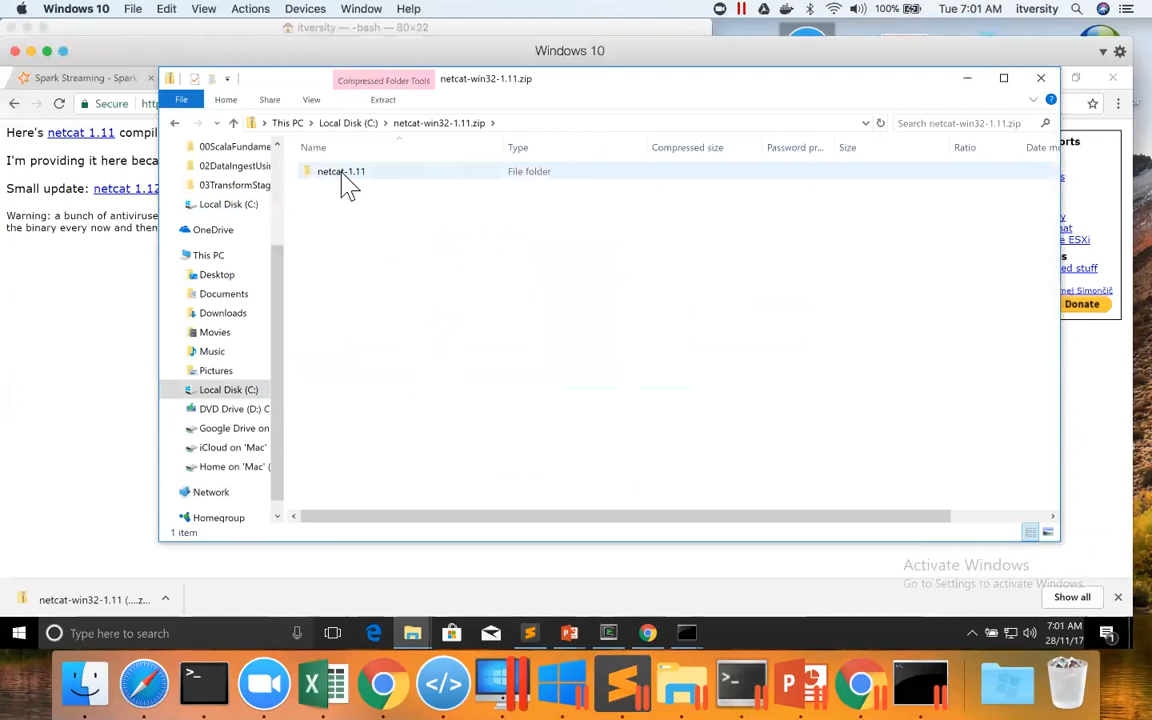 Windows 10 File Edit View Actions Devices Window Help 100% Tue 7:01 AM itversity
itversity — -bash — 80×22
Windows 10
Spark Streaming - Spark
Compressed Folder Tools netcat-win32-1.11.zip
File Home Share View Extract
Secure
This PC Local Disk (C:) netcat-win32-1.11.zip Search netcat-win32-1.11.zip
Here's netcat 1.11
I'm providing it here
Small update: netcat 1.12
Warning: a bunch of antiviruse
the binary every now and then
Name Type Compressed size Password pr... Size Ratio Date
netcat-1.11 File folder
00ScalaFundame
02DataIngestUsin
03TransformStag
Local Disk (C:)
OneDrive
This PC
Desktop
Documents
Downloads
Movies
Music
Pictures
Local Disk (C:)
DVD Drive (D:) C
Google Drive on
iCloud on 'Mac'
Home on 'Mac' (
Network
Homegroup
1 item
ESXi
stuff
Simončič
Donate
Activate Windows
Go to Settings to activate Windows.
netcat-win32-1.11 (....z... Show all
Type here to search 7:01 AM
28/11/17